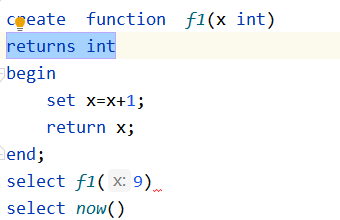 create  function  f1(x int)
returns int
begin
    set x=x+1;
    return x;
end;
select f1( x: 9)
select now()